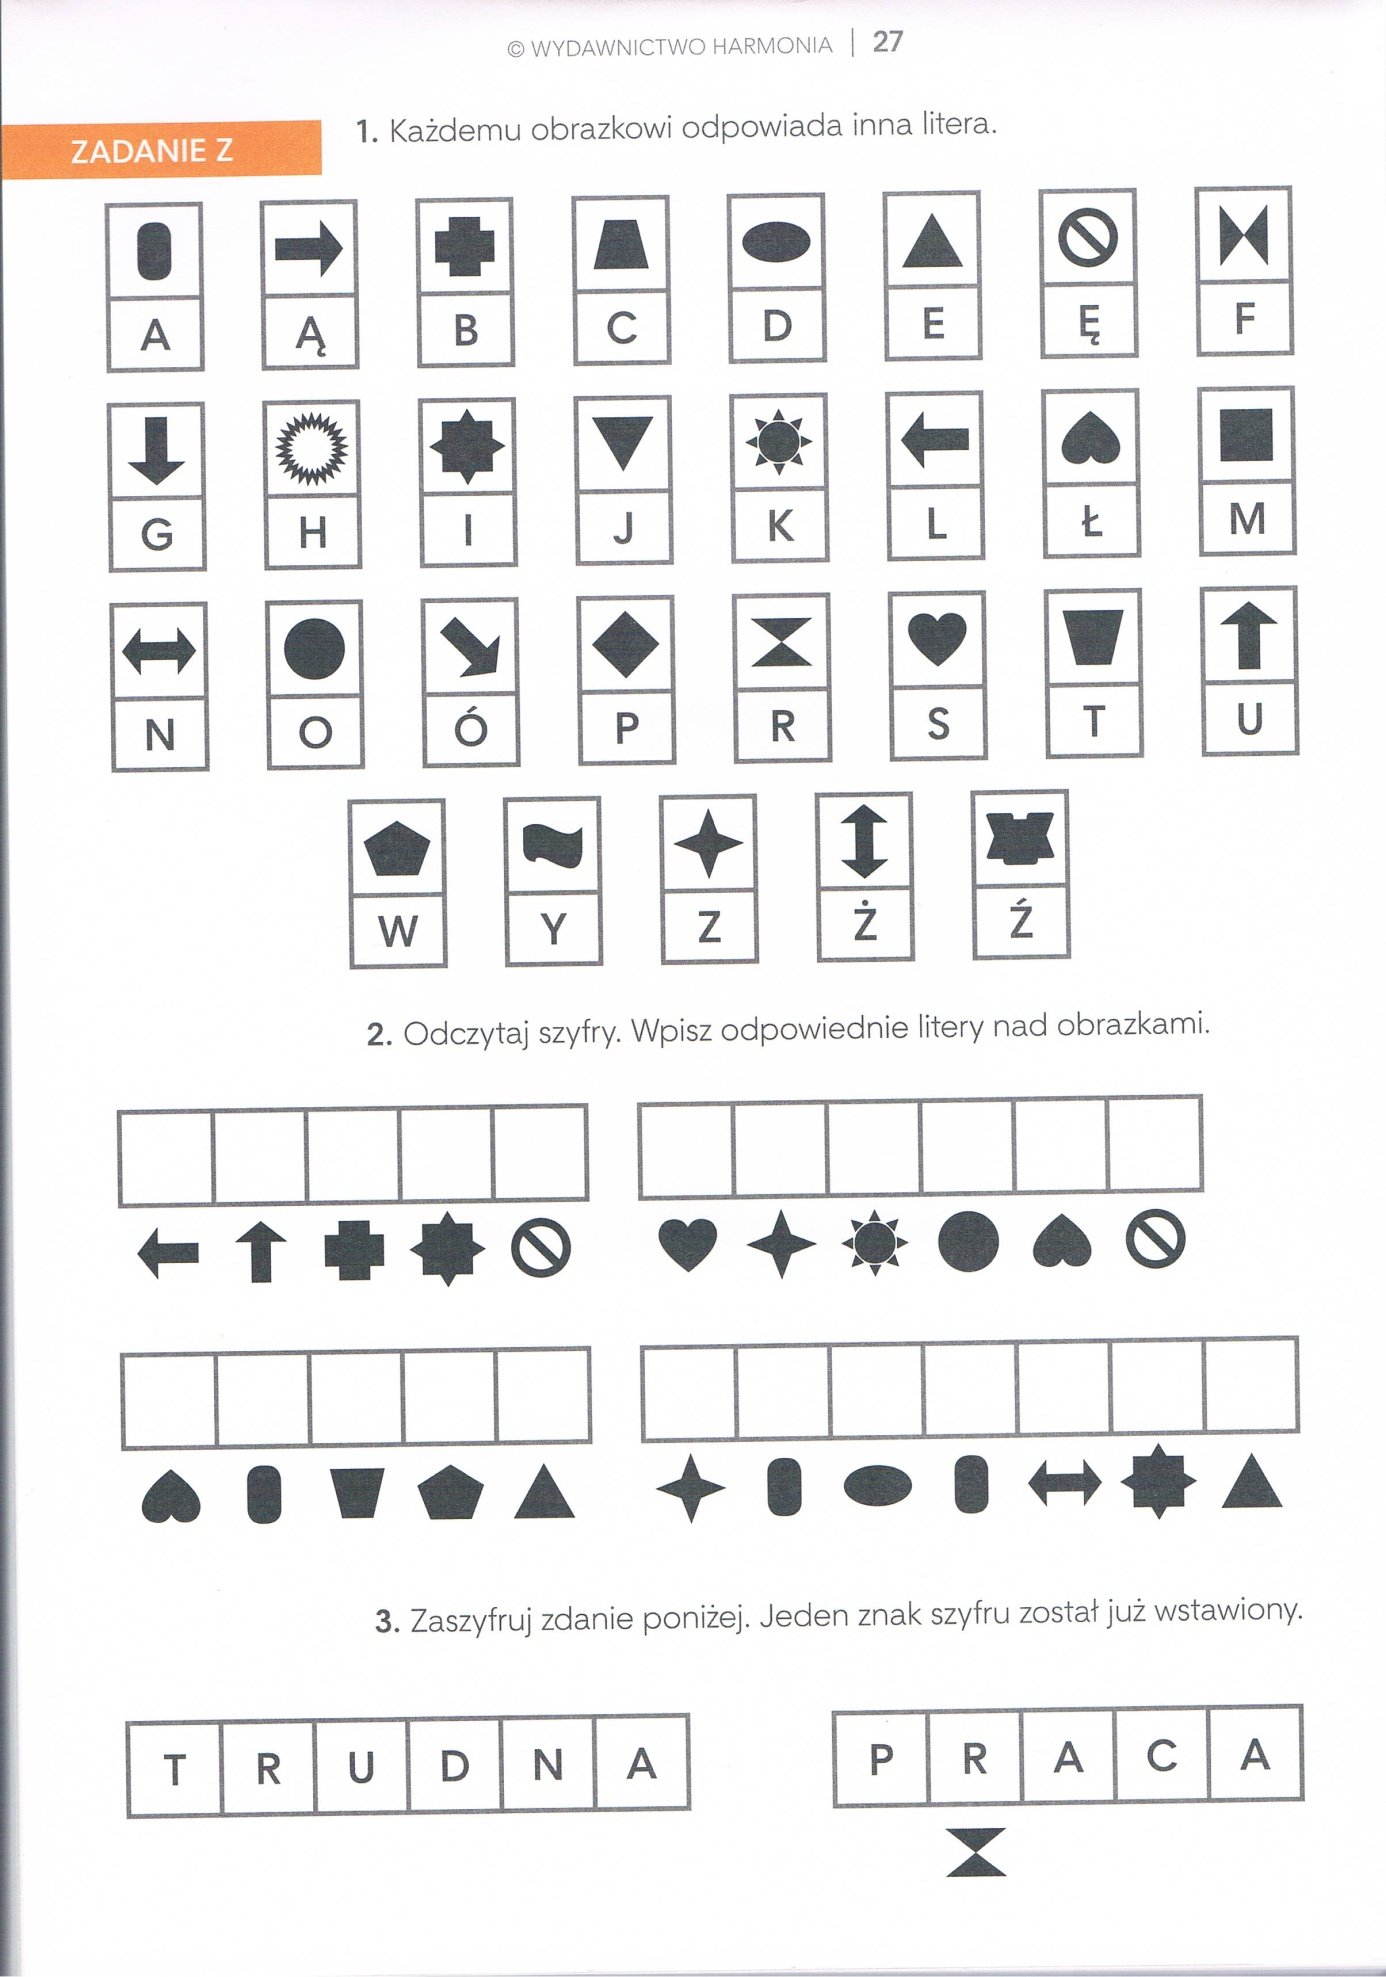 © WYDAWNICTWO HARMONIA | 27
ZADANIE Z
1. Każdemu obrazkowi odpowiada inna litera.
A Ą B C D E Ę F
G H I J K L Ł M
N O Ó P R S T U
W Y Z Ż Ź
2. Odczytaj szyfry. Wpisz odpowiednie litery nad obrazkami.
3. Zaszyfruj zdanie poniżej. Jeden znak szyfru został już wstawiony.
T R U D N A P R A C A